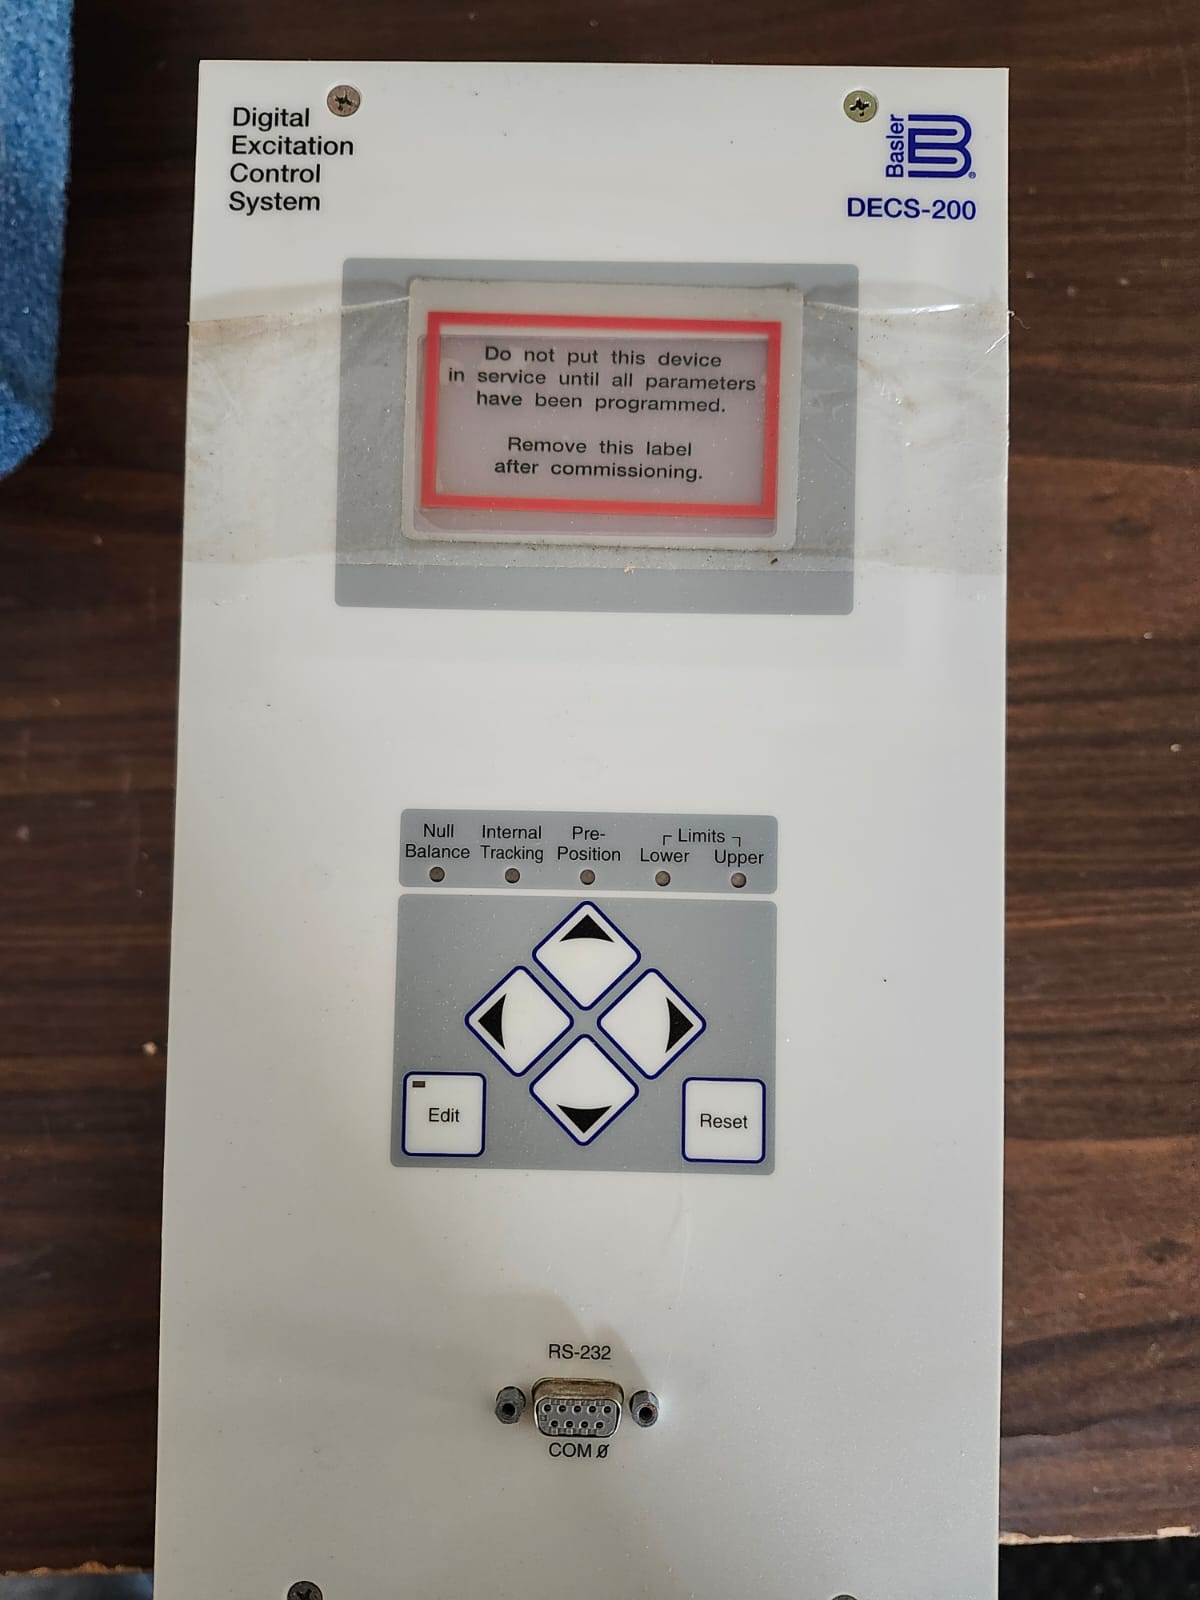 Digital
Excitation
Control
System
Basler
DECS-200
Do not put this device
in service until all parameters
have been programmed.
Remove this label
after commissioning.
Null
Balance
Internal
Tracking
Pre-
Position
Limits
Lower
Upper
Edit
Reset
RS-232
COM 0